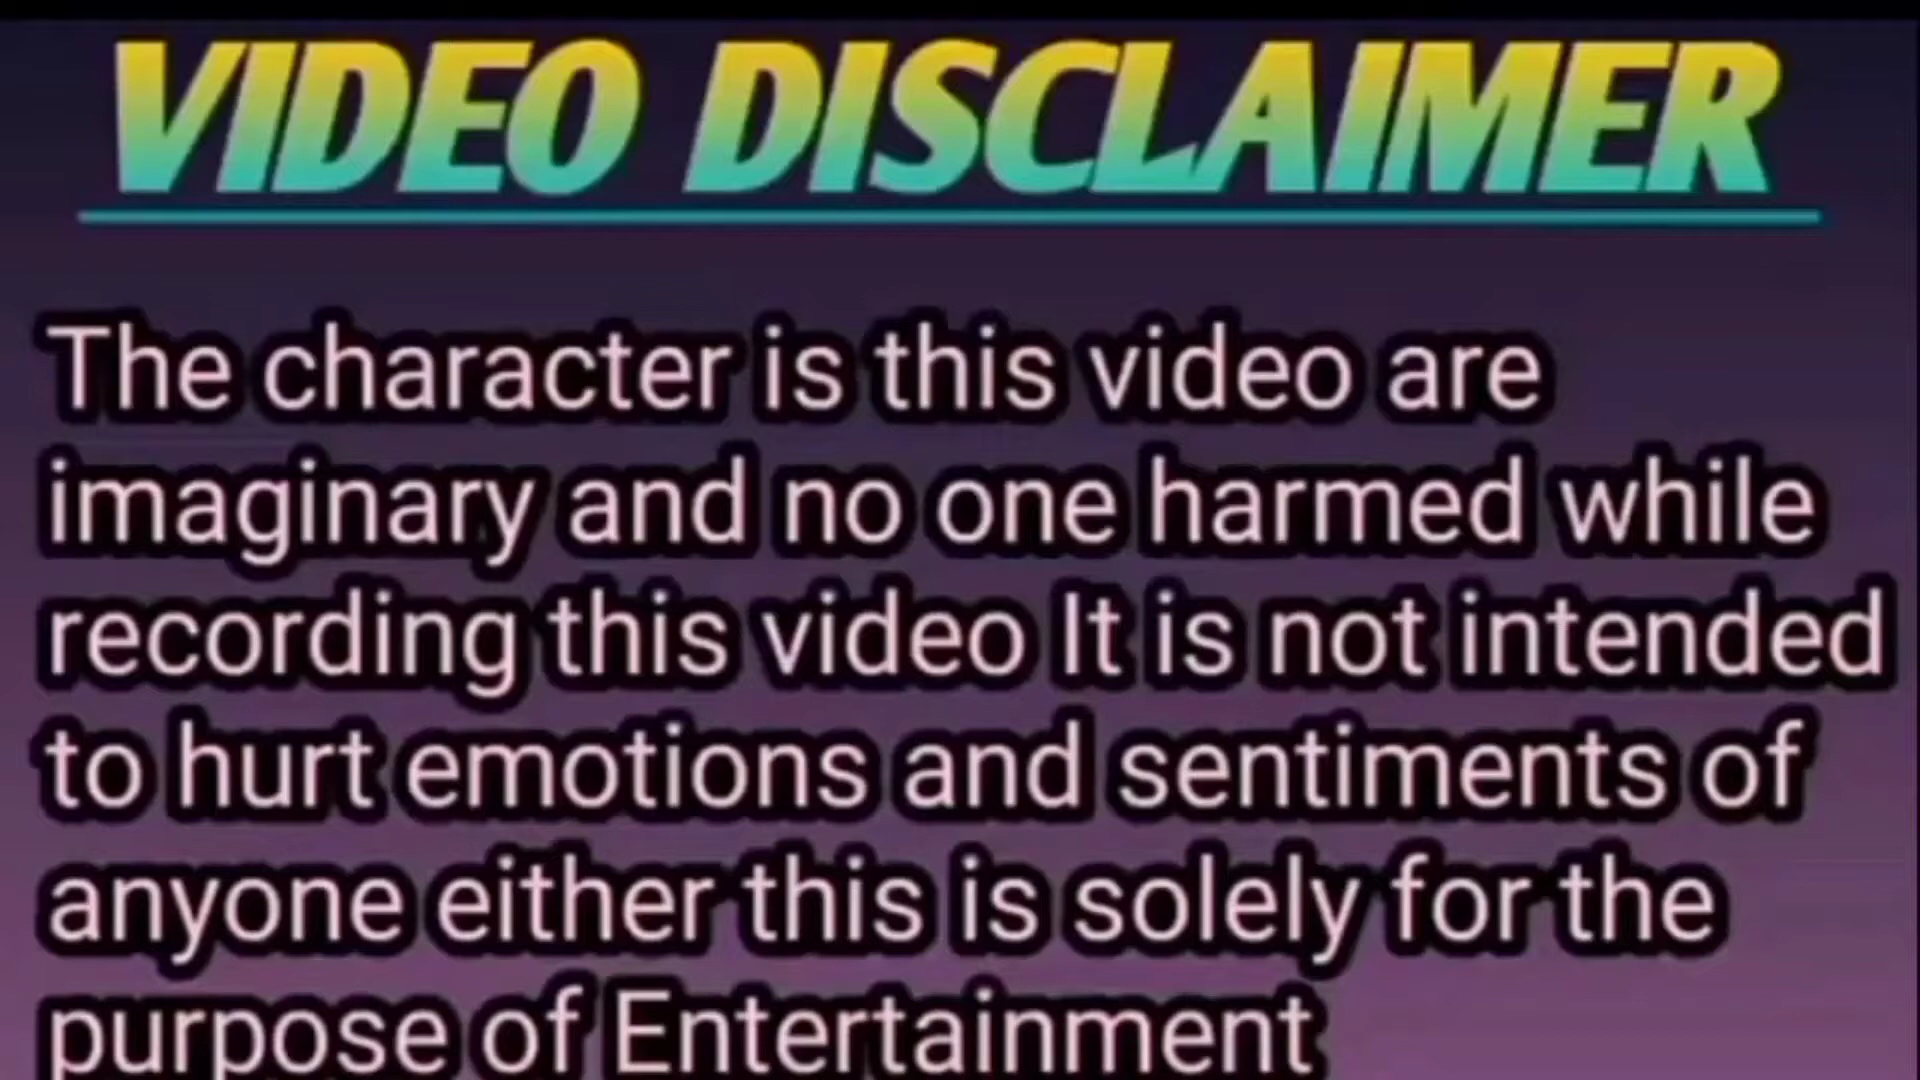 VIDEO DISCLAIMER
The character is this video are
imaginary and no one harmed while
recording this video It is not intended
to hurt emotions and sentiments of
anyone either this is solely for the
purpose of Entertainment